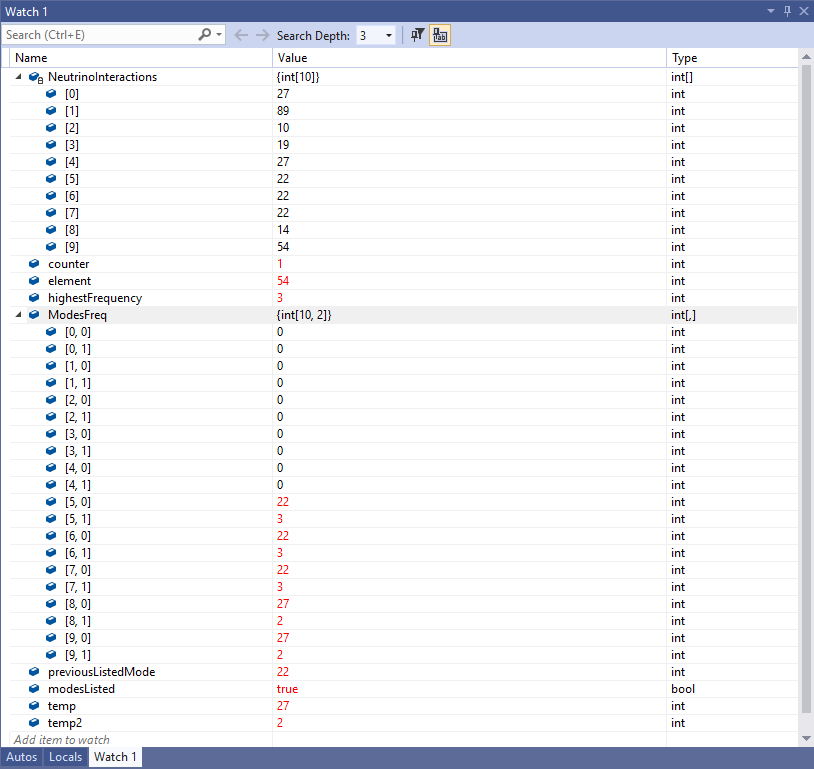 Watch 1
Search (Ctrl+E) Search Depth: 3
Name Value Type
NeutrinoInteractions {int[10]} int[]
[0] 27 int
[1] 89 int
[2] 10 int
[3] 19 int
[4] 27 int
[5] 22 int
[6] 22 int
[7] 22 int
[8] 14 int
[9] 54 int
counter 1 int
element 54 int
highestFrequency 3 int
ModesFreq {int[10, 2]} int[,]
[0, 0] 0 int
[0, 1] 0 int
[1, 0] 0 int
[1, 1] 0 int
[2, 0] 0 int
[2, 1] 0 int
[3, 0] 0 int
[3, 1] 0 int
[4, 0] 0 int
[4, 1] 0 int
[5, 0] 22 int
[5, 1] 3 int
[6, 0] 22 int
[6, 1] 3 int
[7, 0] 22 int
[7, 1] 3 int
[8, 0] 27 int
[8, 1] 2 int
[9, 0] 27 int
[9, 1] 2 int
previousListedMode 22 int
modesListed true bool
temp 27 int
temp2 2 int
Add item to watch
Autos Locals Watch 1